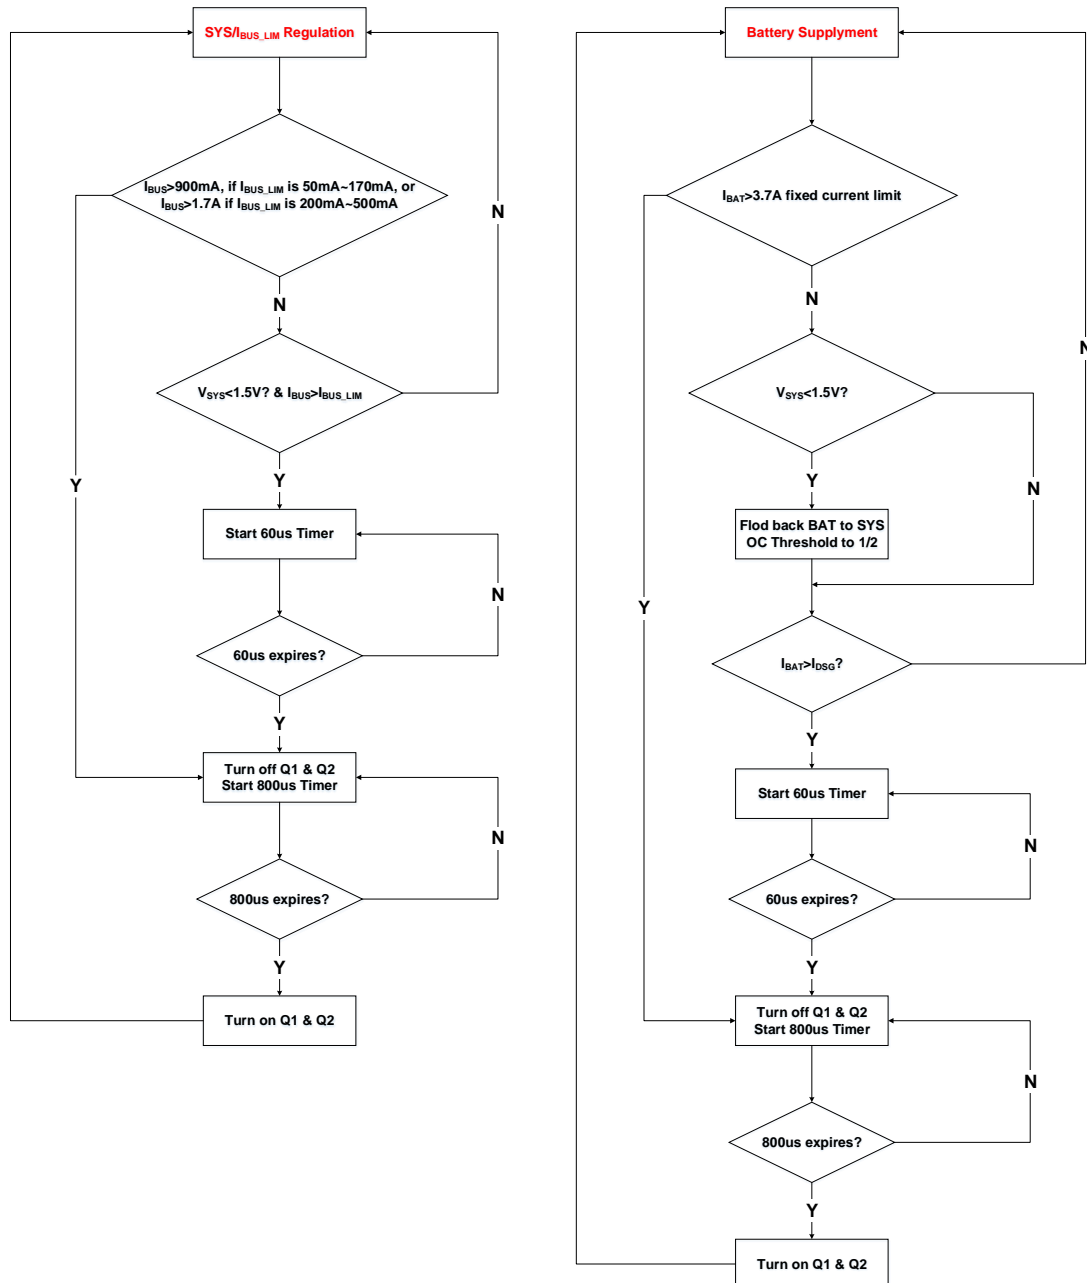 SYS/IBUS_LIM Regulation
IBUS>900mA, if IBUS_LIM is 50mA~170mA, or
IBUS>1.7A if IBUS_LIM is 200mA~500mA
N
N
VSYS<1.5V? & IBUS>IBUS_LIM
Y
Y
Start 60us Timer
N
60us expires?
Y
Turn off Q1 & Q2
Start 800us Timer
N
800us expires?
Y
Turn on Q1 & Q2
Battery Supplyment
IBAT>3.7A fixed current limit
N
N
VSYS<1.5V?
Y
N
Flod back BAT to SYS
OC Threshold to 1/2
Y
IBAT>IDSG?
Y
Start 60us Timer
N
60us expires?
Y
Turn off Q1 & Q2
Start 800us Timer
N
800us expires?
Y
Turn on Q1 & Q2